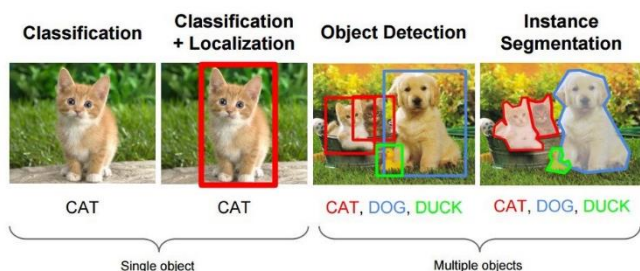 Classification
Classification
+ Localization
Object Detection
Instance
Segmentation
CAT
CAT
CAT, DOG, DUCK
CAT, DOG, DUCK
Single object
Multiple objects